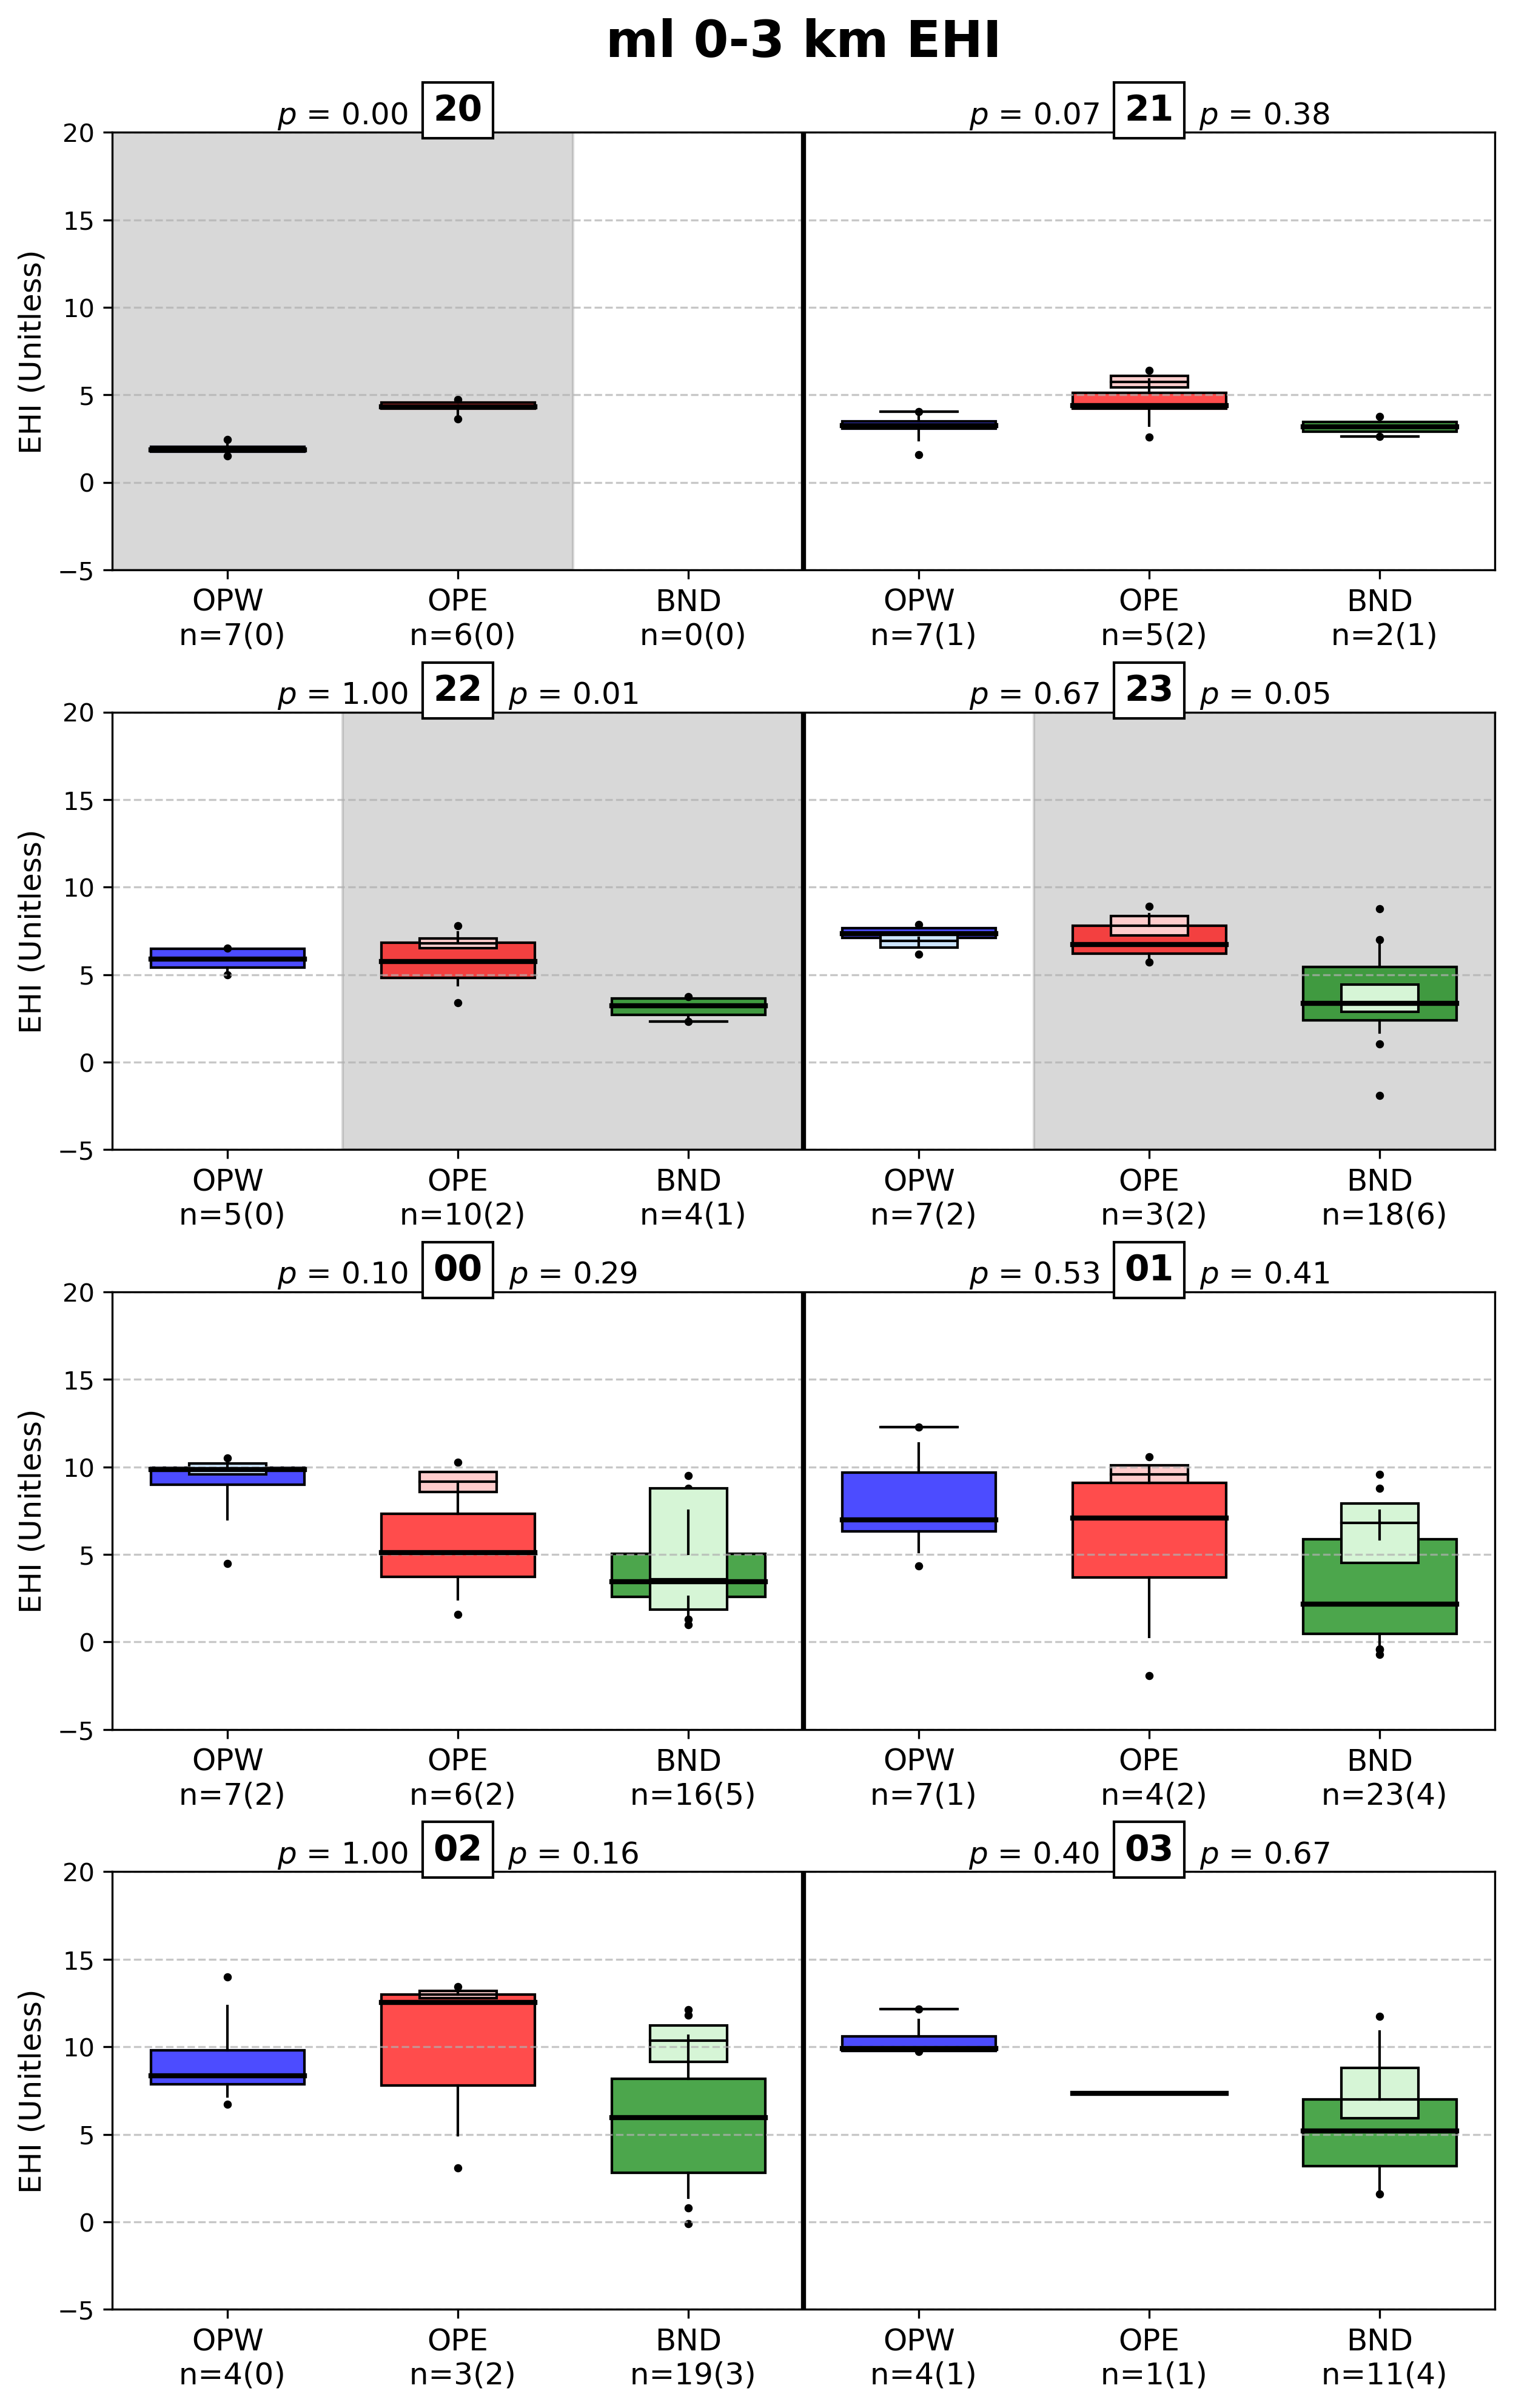 ml 0-3 km EHI
p = 0.00 20
p = 0.07 21 p = 0.38
20
15
10
5
0
−5
EHI (Unitless)
OPW OPE BND OPW OPE BND
n=7(0) n=6(0) n=0(0) n=7(1) n=5(2) n=2(1)
p = 1.00 22 p = 0.01
p = 0.67 23 p = 0.05
20
15
10
5
0
−5
EHI (Unitless)
OPW OPE BND OPW OPE BND
n=5(0) n=10(2) n=4(1) n=7(2) n=3(2) n=18(6)
p = 0.10 00 p = 0.29
p = 0.53 01 p = 0.41
20
15
10
5
0
−5
EHI (Unitless)
OPW OPE BND OPW OPE BND
n=7(2) n=6(2) n=16(5) n=7(1) n=4(2) n=23(4)
p = 1.00 02 p = 0.16
p = 0.40 03 p = 0.67
20
15
10
5
0
−5
EHI (Unitless)
OPW OPE BND OPW OPE BND
n=4(0) n=3(2) n=19(3) n=4(1) n=1(1) n=11(4)